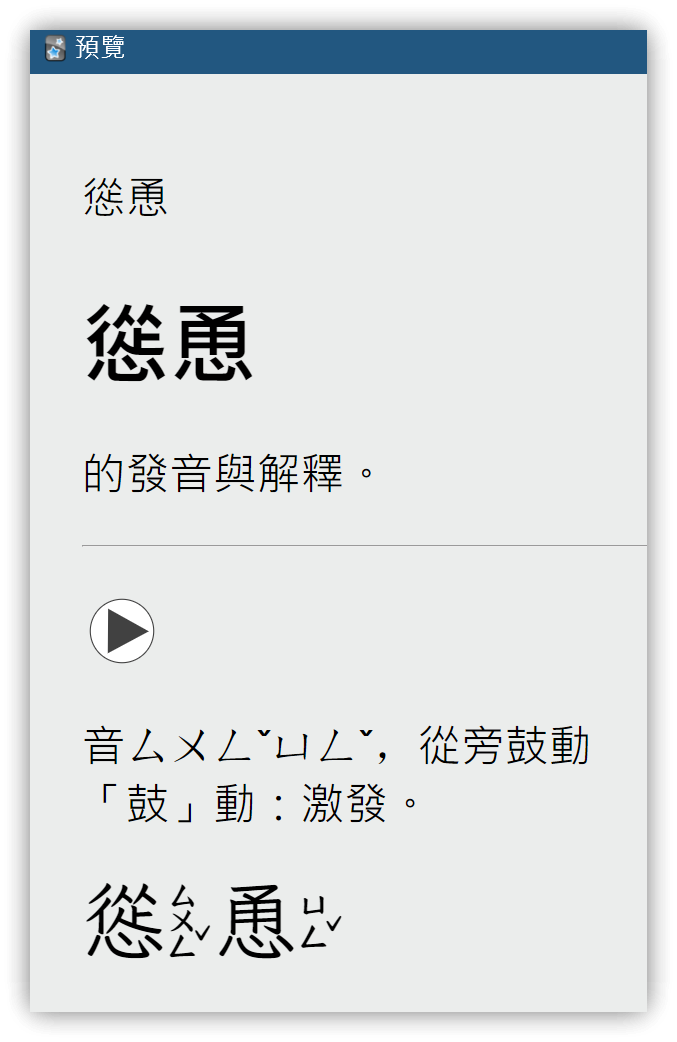 預覽
慫恿
慫恿
的發音與解釋。
音ㄙㄨㄥˇㄩㄥˇ，從旁鼓動
「鼓」動：激發。
慫ㄙㄨㄥˇ恿ㄩㄥˇ